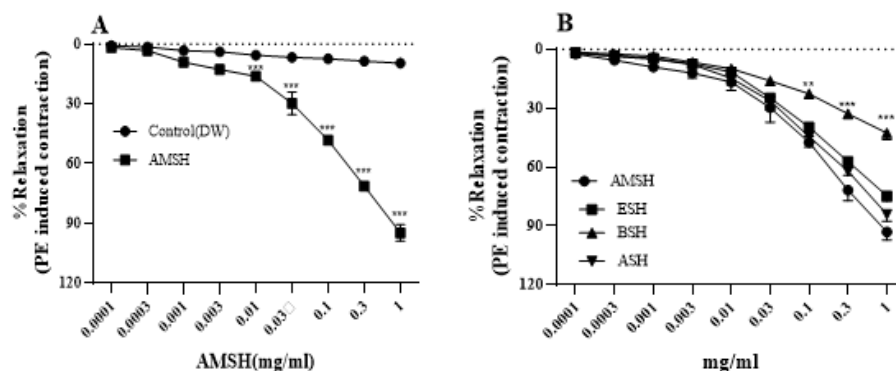 A
% Relaxation
(PE induced contraction)
0
30
60
90
120
Control(DW)
AMSH
***
***
***
***
***
0.0001
0.0003
0.001
0.003
0.01
0.03□
0.1
0.3
1
AMSH(mg/ml)
B
% Relaxation
(PE induced contraction)
0
30
60
90
120
AMSH
ESH
BSH
ASH
**
***
***
0.0001
0.0003
0.001
0.003
0.01
0.03
0.1
0.3
1
mg/ml